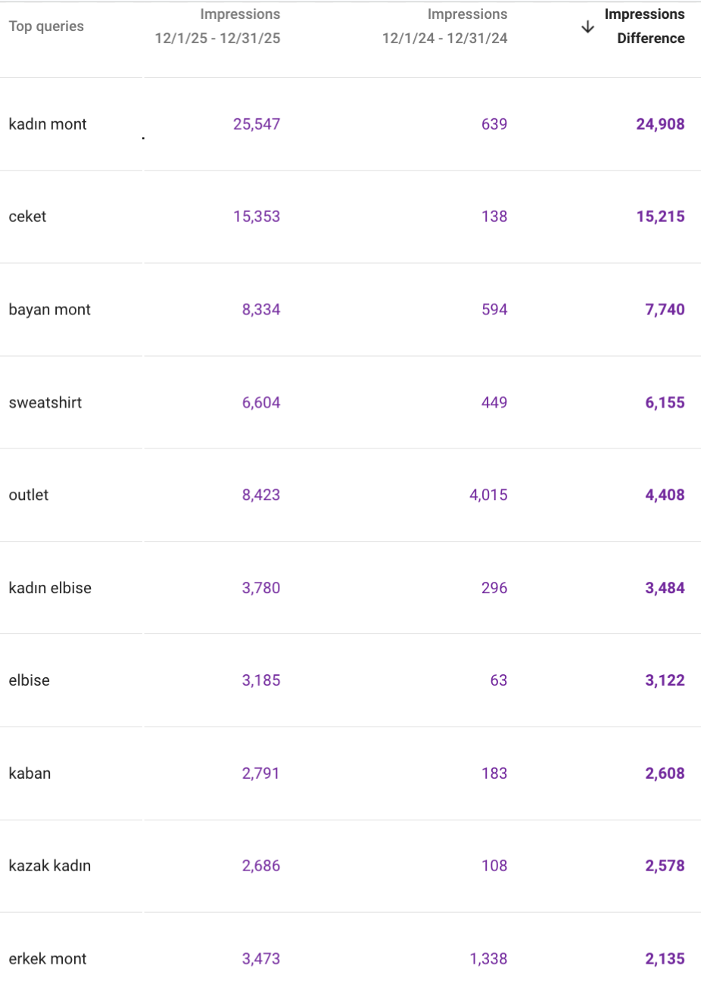 Top queries
Impressions
12/1/25 - 12/31/25
Impressions
12/1/24 - 12/31/24
↓ Impressions
Difference
kadın mont 25,547 639 24,908
ceket 15,353 138 15,215
bayan mont 8,334 594 7,740
sweatshirt 6,604 449 6,155
outlet 8,423 4,015 4,408
kadın elbise 3,780 296 3,484
elbise 3,185 63 3,122
kaban 2,791 183 2,608
kazak kadın 2,686 108 2,578
erkek mont 3,473 1,338 2,135